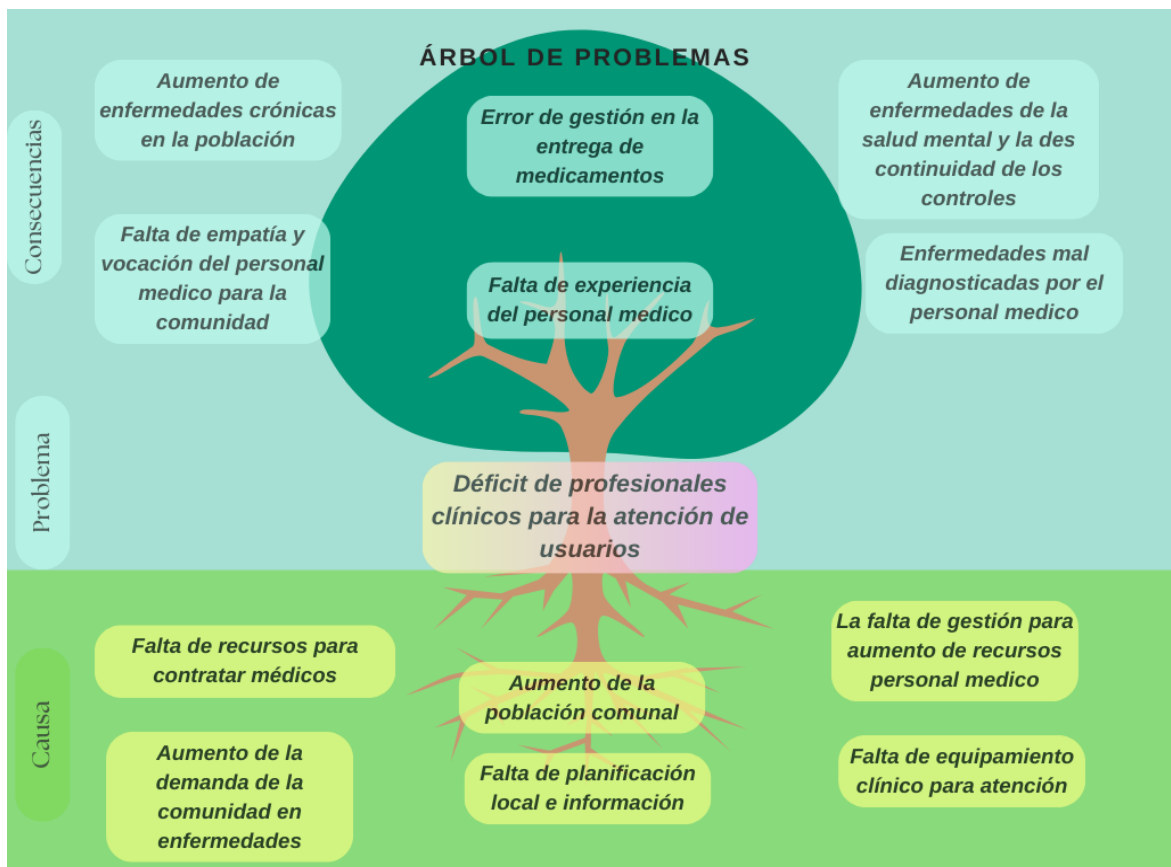 ÁRBOL DE PROBLEMAS
Consecuencias
Aumento de
enfermedades crónicas
en la población
Error de gestión en la
entrega de
medicamentos
Aumento de
enfermedades de la
salud mental y la des
continuidad de los
controles
Falta de empatía y
vocación del personal
medico para la
comunidad
Falta de experiencia
del personal medico
Enfermedades mal
diagnosticadas por el
personal medico
Problema
Déficit de profesionales
clínicos para la atención de
usuarios
Causa
Falta de recursos para
contratar médicos
Aumento de la
población comunal
La falta de gestión para
aumento de recursos
personal medico
Aumento de la
demanda de la
comunidad en
enfermedades
Falta de planificación
local e información
Falta de equipamiento
clínico para atención